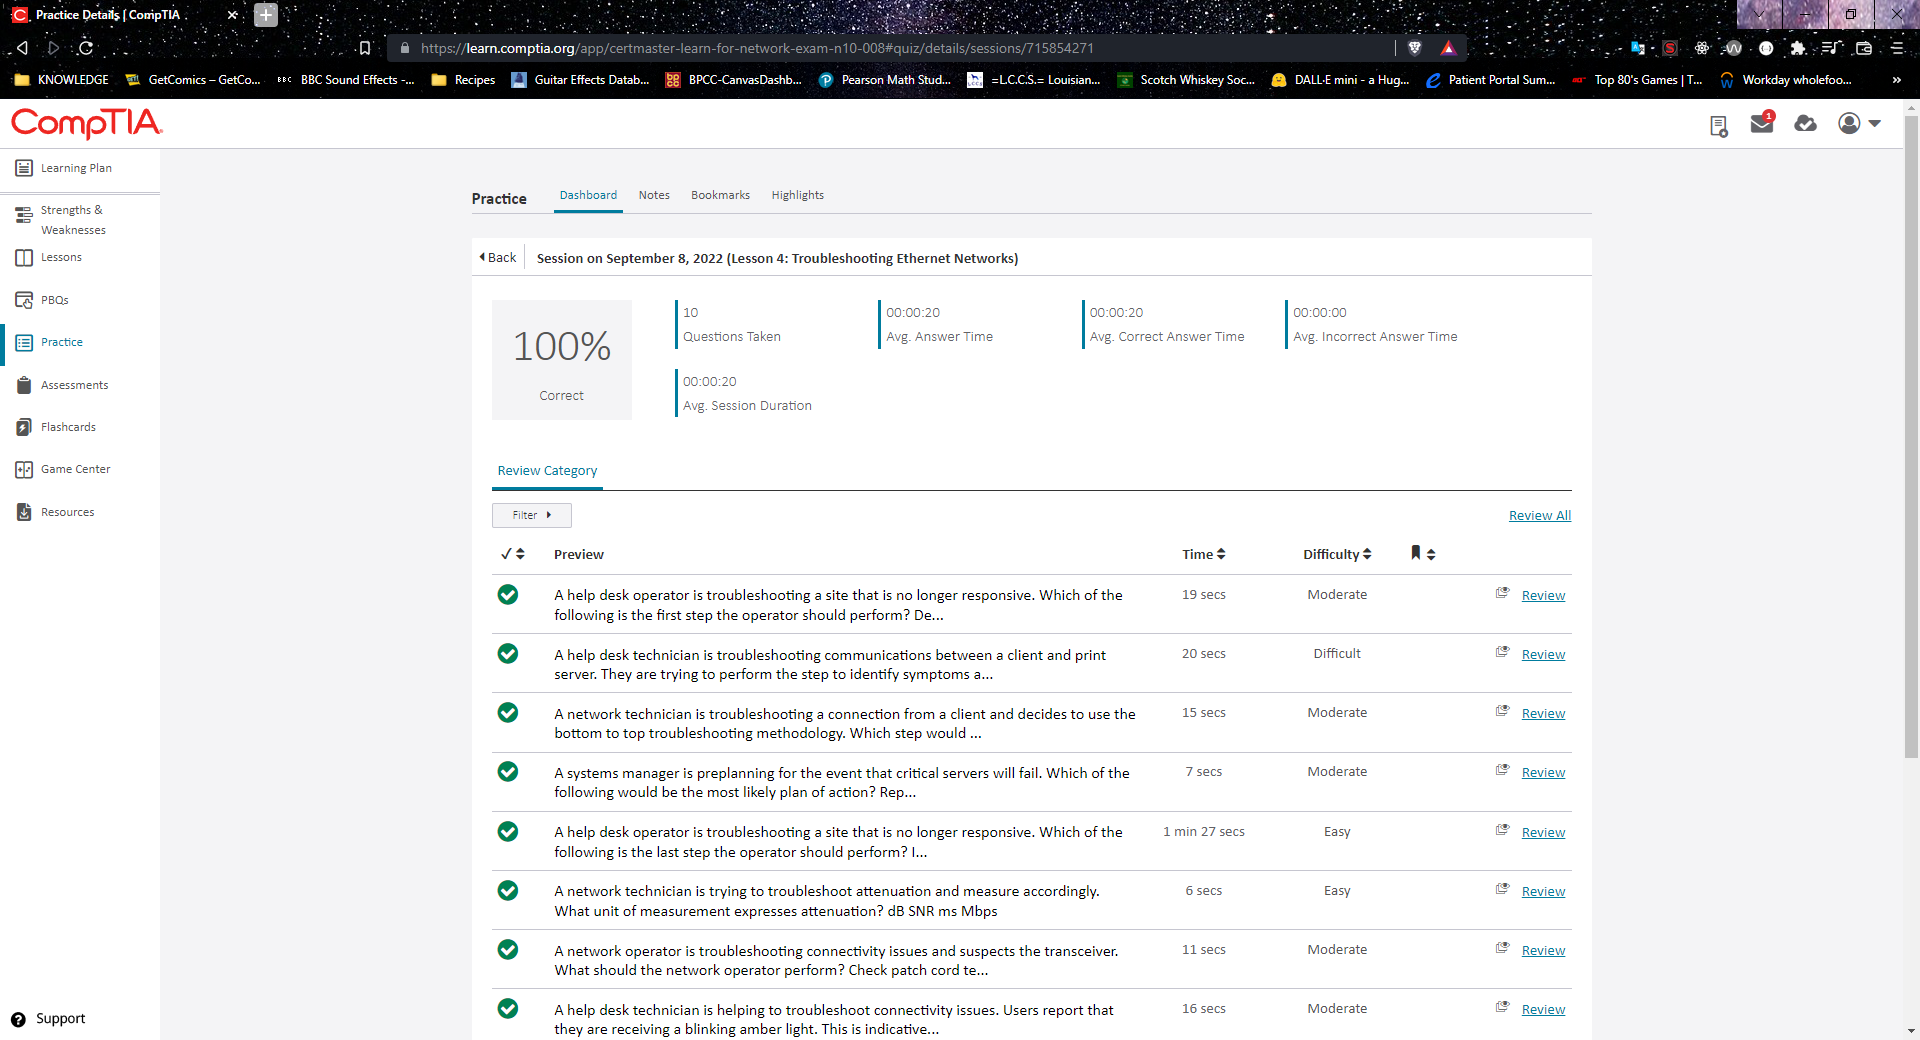 Practice Details | CompTIA
https://learn.comptia.org/app/certmaster-learn-for-network-exam-n10-008#quiz/details/sessions/715854271
KNOWLEDGE GetComics – GetCo... BBC BBC Sound Effects -... Recipes Guitar Effects Datab... BPCC-CanvasDashb... Pearson Math Stud... =L.C.C.S.= Louisian... Scotch Whiskey Soc... DALL·E mini - a Hug... Patient Portal Sum... Top 80's Games | T... Workday wholefoo... »
CompTIA.
1
Learning Plan
Strengths &
Weaknesses
Lessons
PBQs
Practice
Assessments
Flashcards
Game Center
Resources
Support
Practice Dashboard Notes Bookmarks Highlights
Back Session on September 8, 2022 (Lesson 4: Troubleshooting Ethernet Networks)
100%
Correct
10
Questions Taken
00:00:20
Avg. Answer Time
00:00:20
Avg. Correct Answer Time
00:00:00
Avg. Incorrect Answer Time
00:00:20
Avg. Session Duration
Review Category
Filter Review All
Preview Time Difficulty
A help desk operator is troubleshooting a site that is no longer responsive. Which of the 19 secs Moderate Review
following is the first step the operator should perform? De...
A help desk technician is troubleshooting communications between a client and print 20 secs Difficult Review
server. They are trying to perform the step to identify symptoms a...
A network technician is troubleshooting a connection from a client and decides to use the 15 secs Moderate Review
bottom to top troubleshooting methodology. Which step would ...
A systems manager is preplanning for the event that critical servers will fail. Which of the 7 secs Moderate Review
following would be the most likely plan of action? Rep...
A help desk operator is troubleshooting a site that is no longer responsive. Which of the 1 min 27 secs Easy Review
following is the last step the operator should perform? I...
A network technician is trying to troubleshoot attenuation and measure accordingly. 6 secs Easy Review
What unit of measurement expresses attenuation? dB SNR ms Mbps
A network operator is troubleshooting connectivity issues and suspects the transceiver. 11 secs Moderate Review
What should the network operator perform? Check patch cord te...
A help desk technician is helping to troubleshoot connectivity issues. Users report that 16 secs Moderate Review
they are receiving a blinking amber light. This is indicative...